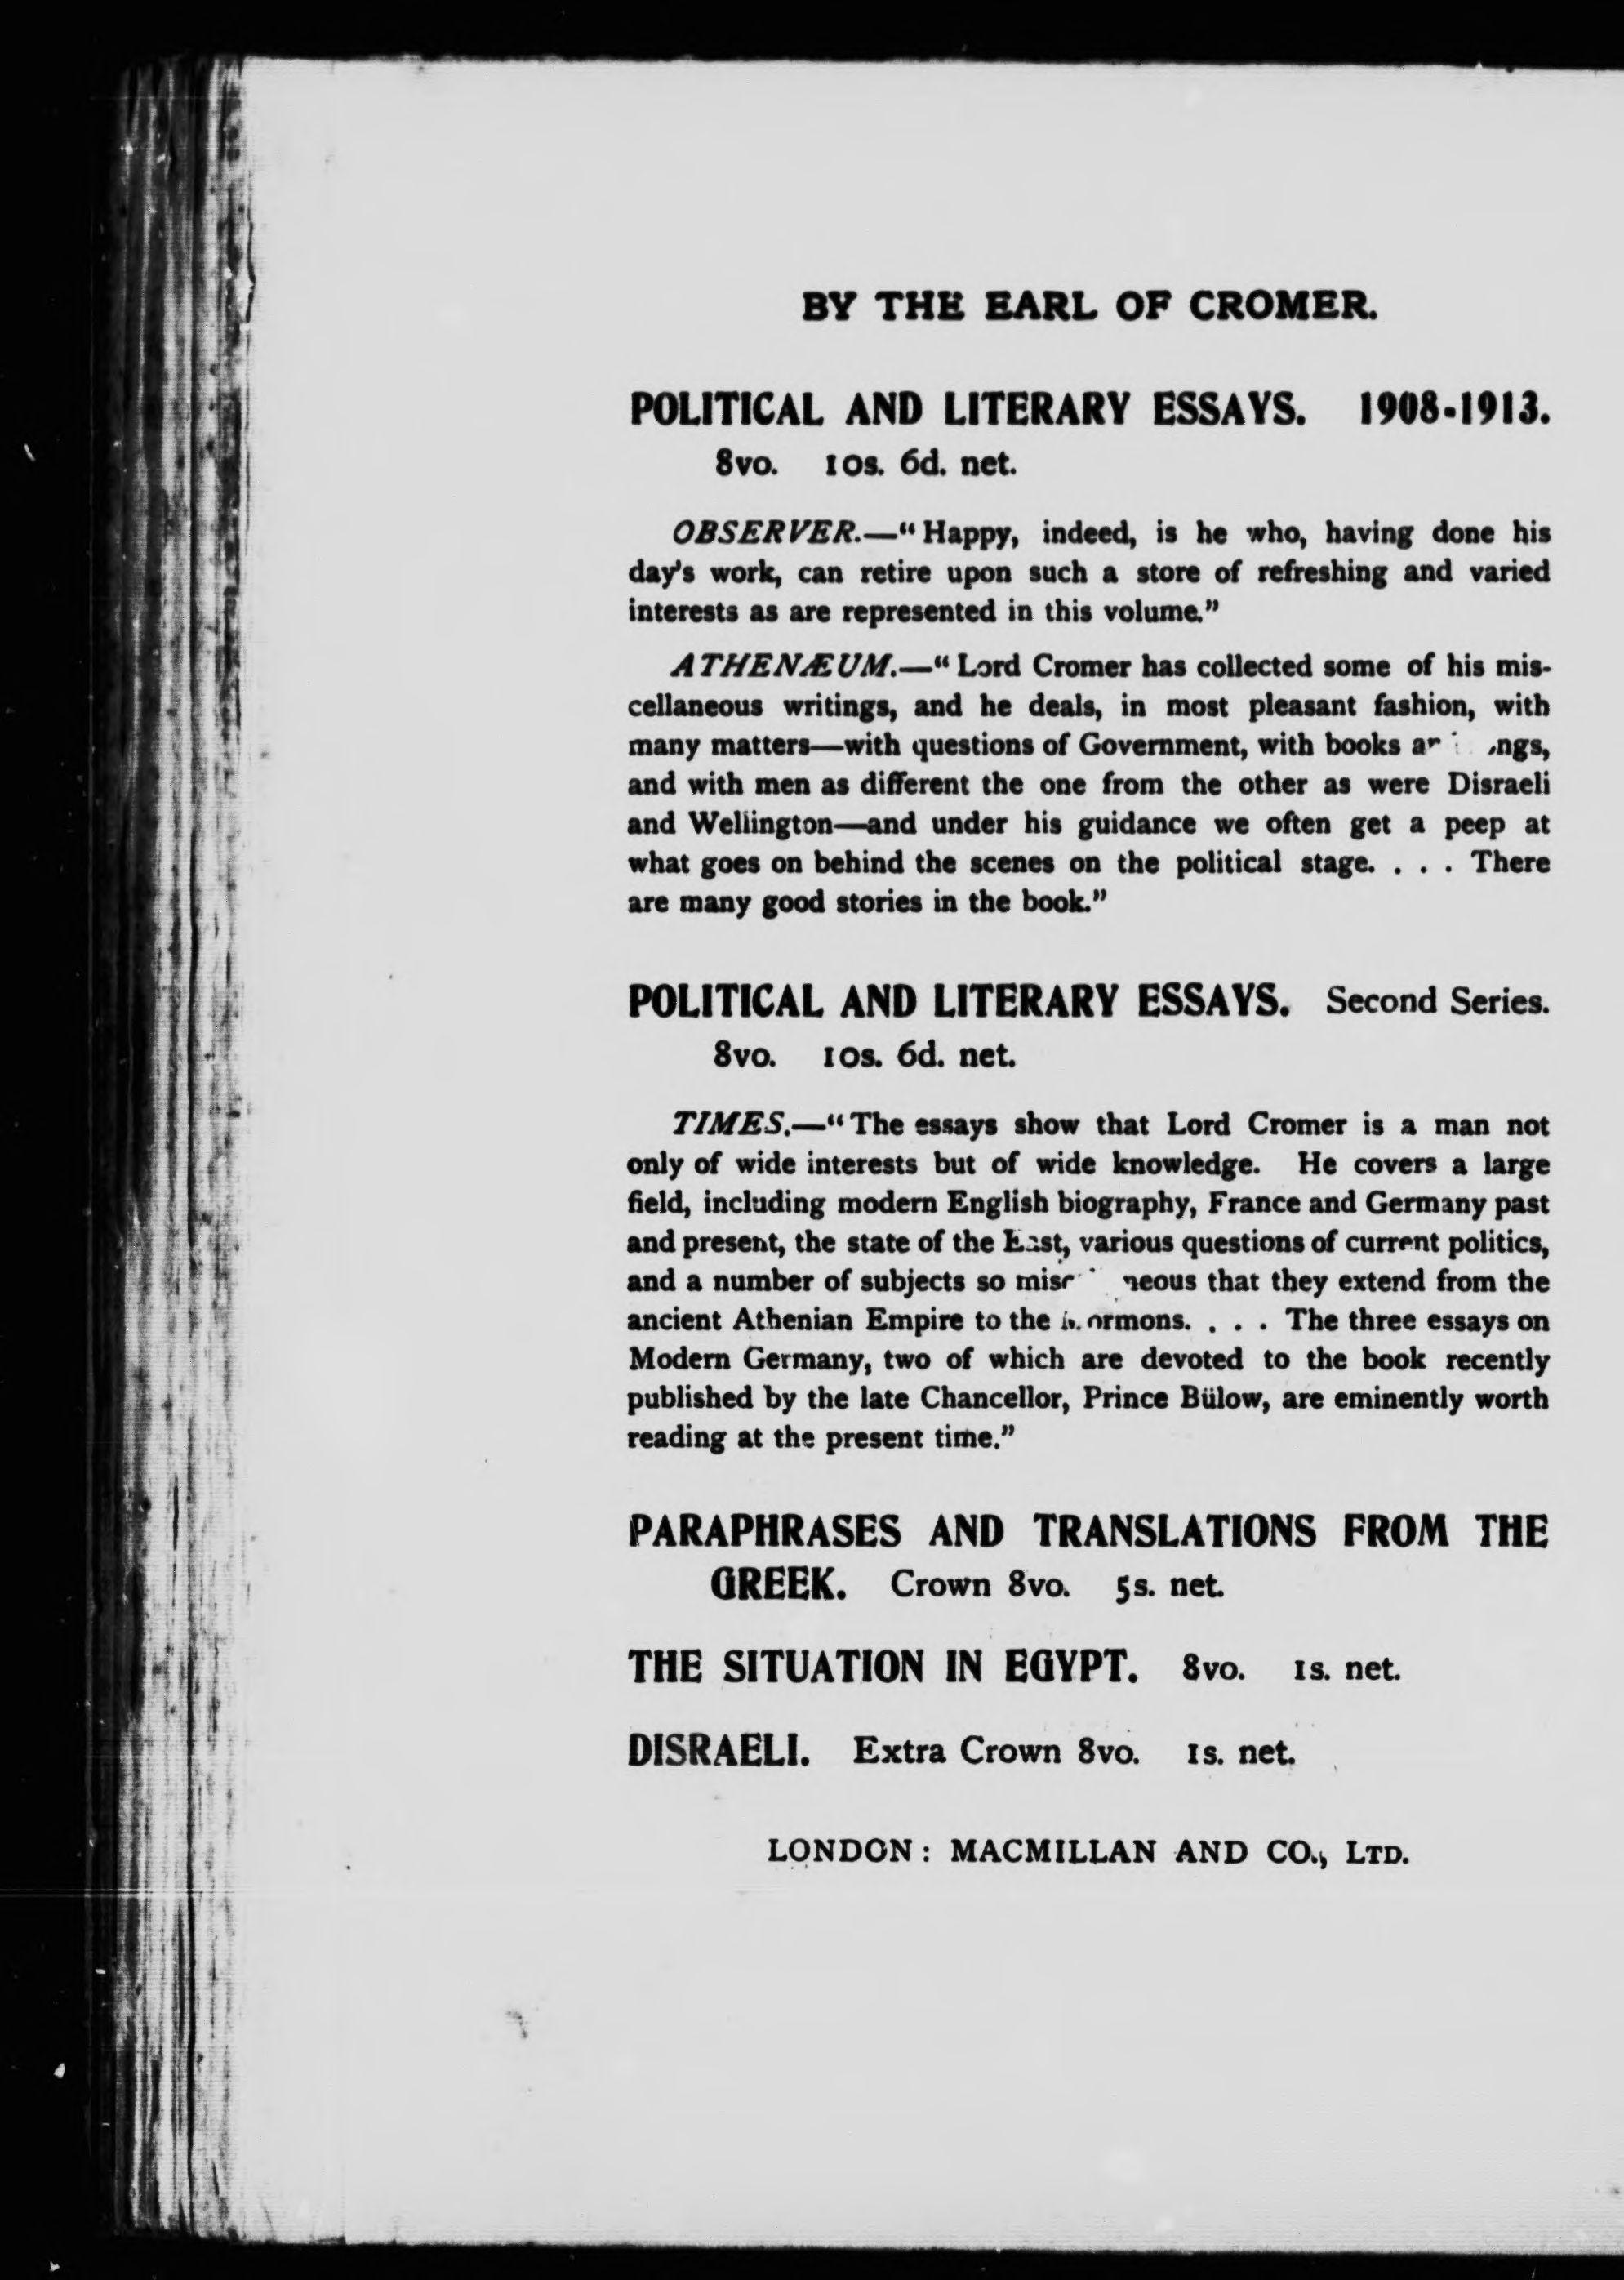 BY THE EARL OF CROMER.
POLITICAL AND LITERARY ESSAYS. 1908-1913.
8vo. 10s. 6d. net.
OBSERVER.—“Happy, indeed, is he who, having done his
day’s work, can retire upon such a store of refreshing and varied
interests as are represented in this volume.”
ATHENÆUM.—“Lord Cromer has collected some of his mis-
cellaneous writings, and he deals, in most pleasant fashion, with
many matters—with questions of Government, with books
and with men as different the one from the other as were Disraeli
and Wellington—and under his guidance we often get a peep at
what goes on behind the scenes on the political stage. . . . There
are many good stories in the book.”
POLITICAL AND LITERARY ESSAYS. Second Series.
8vo. 10s. 6d. net.
TIMES.—“The essays show that Lord Cromer is a man not
only of wide interests but of wide knowledge. He covers a large
field, including modern English biography, France and Germany past
and present, the state of the East, various questions of current politics,
and a number of subjects so that they extend from the
ancient Athenian Empire to the Mormons. . . . The three essays on
Modern Germany, two of which are devoted to the book recently
published by the late Chancellor, Prince Bülow, are eminently worth
reading at the present time.”
PARAPHRASES AND TRANSLATIONS FROM THE
GREEK. Crown 8vo. 5s. net.
THE SITUATION IN EGYPT. 8vo. 1s. net.
DISRAELI. Extra Crown 8vo. 1s. net.
LONDON: MACMILLAN AND CO., LTD.